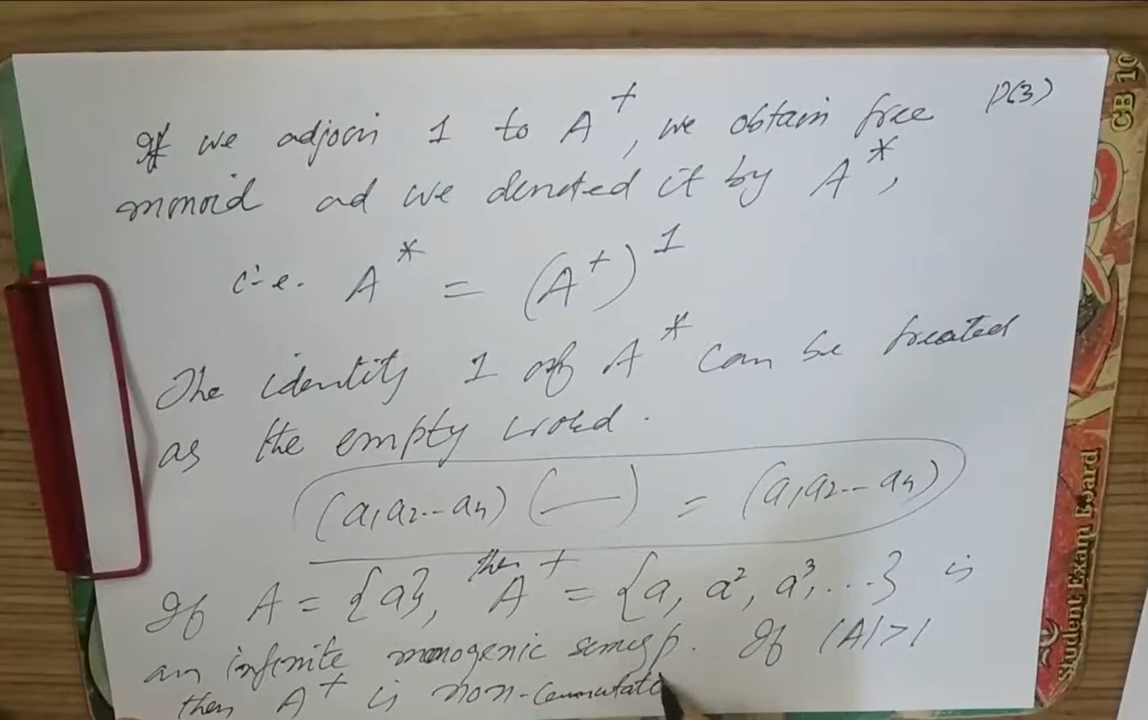 P(3)
If we adjoin 1 to A⁺, we obtain free
monoid ad we denoted it by A*,
i.e. A* = (A⁺)¹
The identity 1 of A* can be treated
as the empty word.
(a₁a₂...aₙ) (—) = (a₁a₂...aₙ)
If A = {a}, then A⁺ = {a, a², a³, ...} is
an infinite monogenic semigp. If |A|>1
then A⁺ is non-commutat
CB 10
Student Exam Board